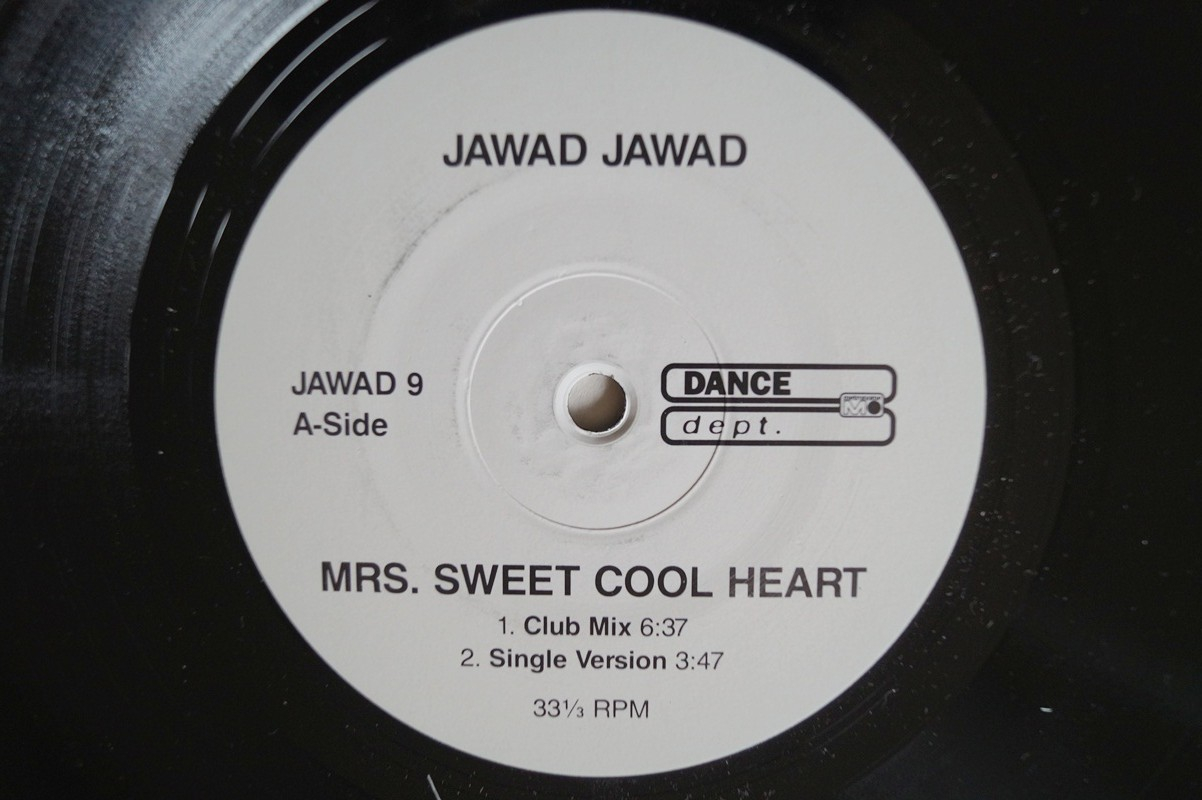 JAWAD JAWAD
JAWAD 9
A-Side
DANCE
dept.
MRS. SWEET COOL HEART
1. Club Mix 6:37
2. Single Version 3:47
33⅓ RPM